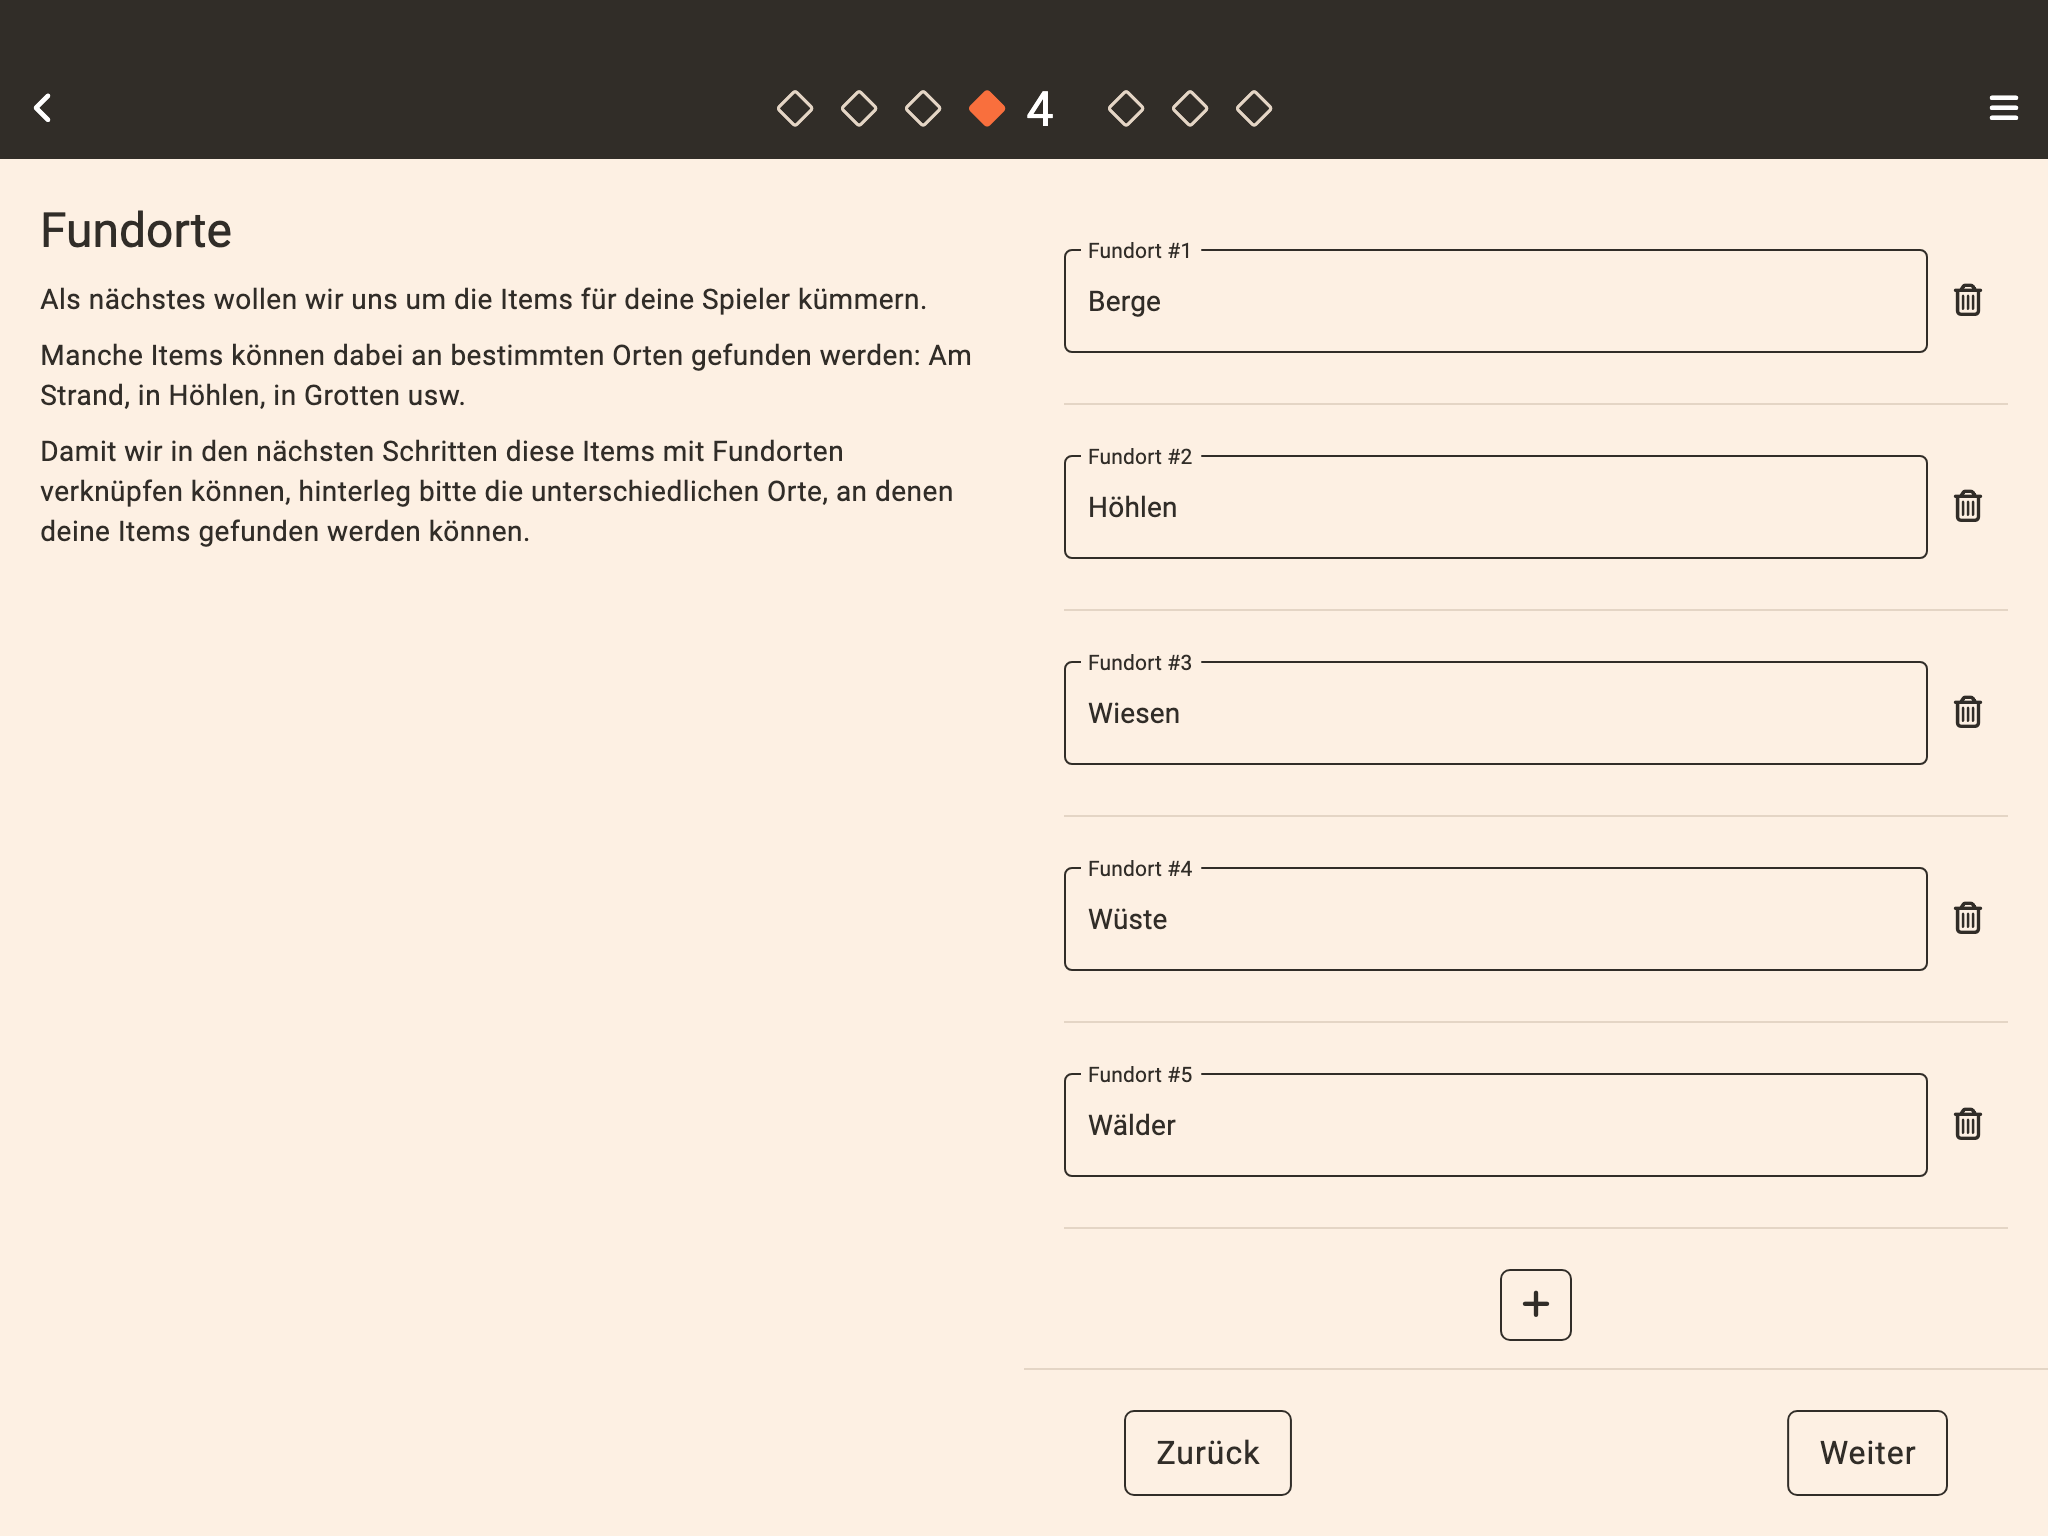 4
Fundorte
Als nächstes wollen wir uns um die Items für deine Spieler kümmern.
Manche Items können dabei an bestimmten Orten gefunden werden: Am
Strand, in Höhlen, in Grotten usw.
Damit wir in den nächsten Schritten diese Items mit Fundorten
verknüpfen können, hinterleg bitte die unterschiedlichen Orte, an denen
deine Items gefunden werden können.
Fundort #1
Berge
Fundort #2
Höhlen
Fundort #3
Wiesen
Fundort #4
Wüste
Fundort #5
Wälder
Zurück
Weiter